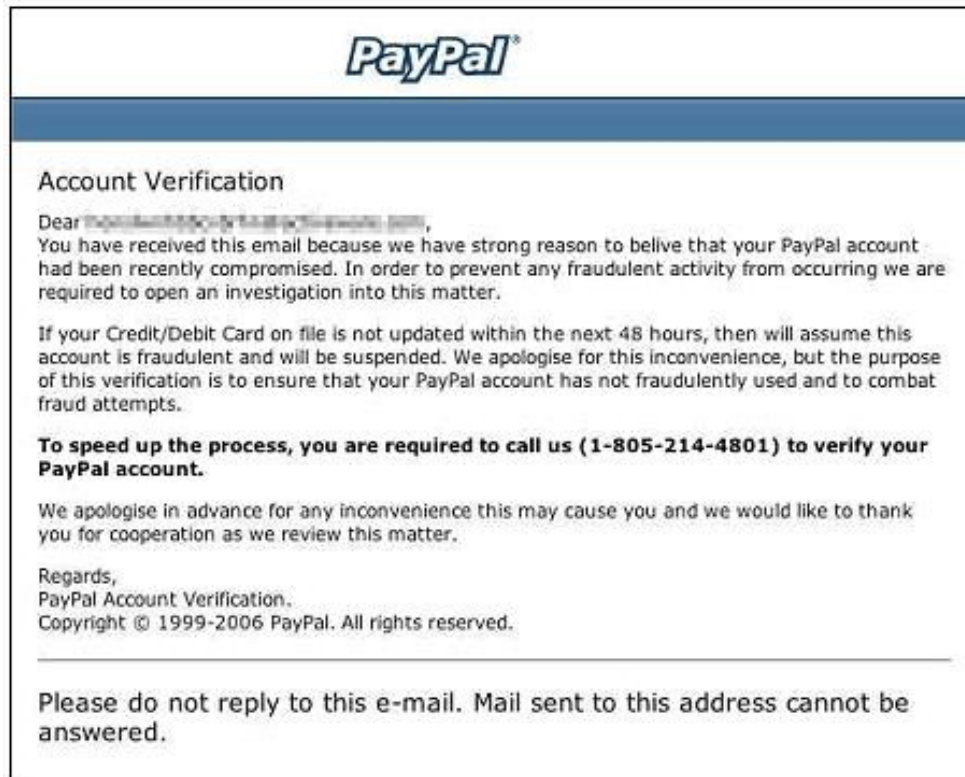 PayPal®
Account Verification
Dear ,
You have received this email because we have strong reason to belive that your PayPal account
had been recently compromised. In order to prevent any fraudulent activity from occurring we are
required to open an investigation into this matter.
If your Credit/Debit Card on file is not updated within the next 48 hours, then will assume this
account is fraudulent and will be suspended. We apologise for this inconvenience, but the purpose
of this verification is to ensure that your PayPal account has not fraudulently used and to combat
fraud attempts.
To speed up the process, you are required to call us (1-805-214-4801) to verify your
PayPal account.
We apologise in advance for any inconvenience this may cause you and we would like to thank
you for cooperation as we review this matter.
Regards,
PayPal Account Verification.
Copyright © 1999-2006 PayPal. All rights reserved.
Please do not reply to this e-mail. Mail sent to this address cannot be
answered.